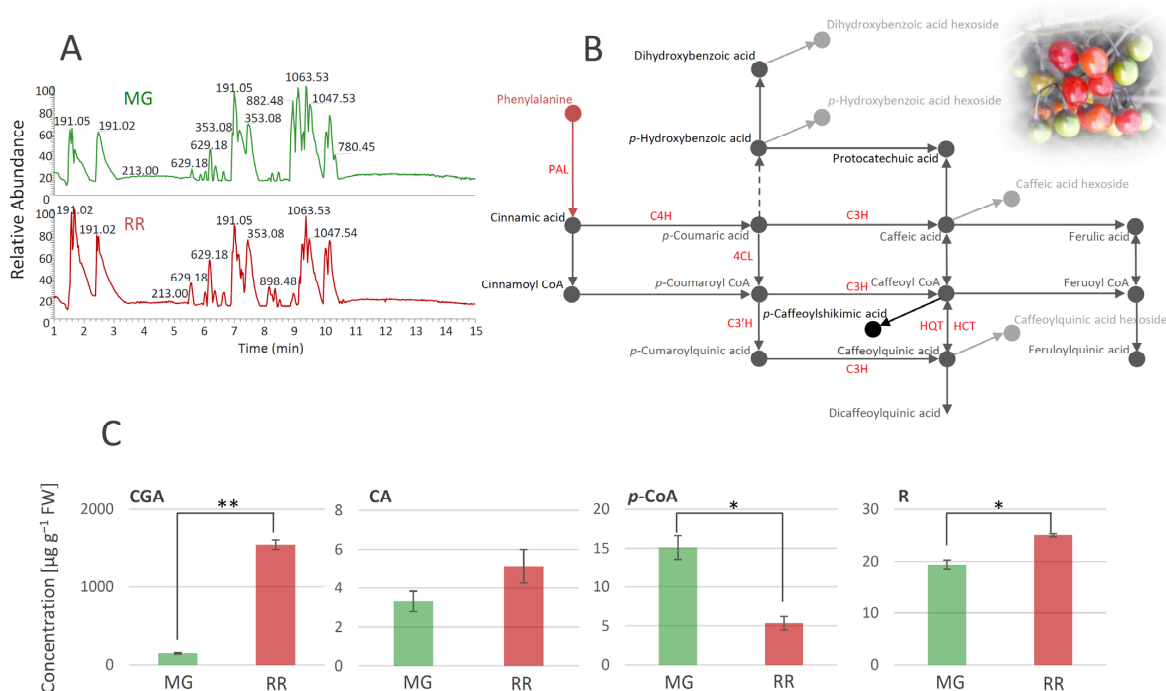 A
MG
100
80
60
40
20
0
191.05
191.02
213.00
629.18
629.18
353.08
191.05
353.08
882.48
1063.53
1047.53
780.45
Relative Abundance
RR
100
80
60
40
20
0
191.02
191.02
213.00
629.18
629.18
191.05
353.08
898.48
1063.53
1047.54
1 2 3 4 5 6 7 8 9 10 11 12 13 14 15
Time (min)
B
Dihydroxybenzoic acid hexoside
Dihydroxybenzoic acid
Phenylalanine
p-Hydroxybenzoic acid hexoside
p-Hydroxybenzoic acid
Protocatechuic acid
PAL
Caffeic acid hexoside
Cinnamic acid
C4H
p-Coumaric acid
C3H
Caffeic acid
Ferulic acid
4CL
Cinnamoyl CoA
p-Coumaroyl CoA
C3H
Caffeoyl CoA
Feruoyl CoA
p-Caffeoylshikimic acid
C3'H
HQT
HCT
Caffeoylquinic acid hexoside
p-Cumaroylquinic acid
C3H
Caffeoylquinic acid
Feruloylquinic acid
Dicaffeoylquinic acid
C
Concentration [µg g⁻¹ FW]
CGA
**
2000
1000
0
MG RR
CA
8
6
4
2
0
MG RR
p-CoA
*
20
15
10
5
0
MG RR
R
*
30
20
10
0
MG RR